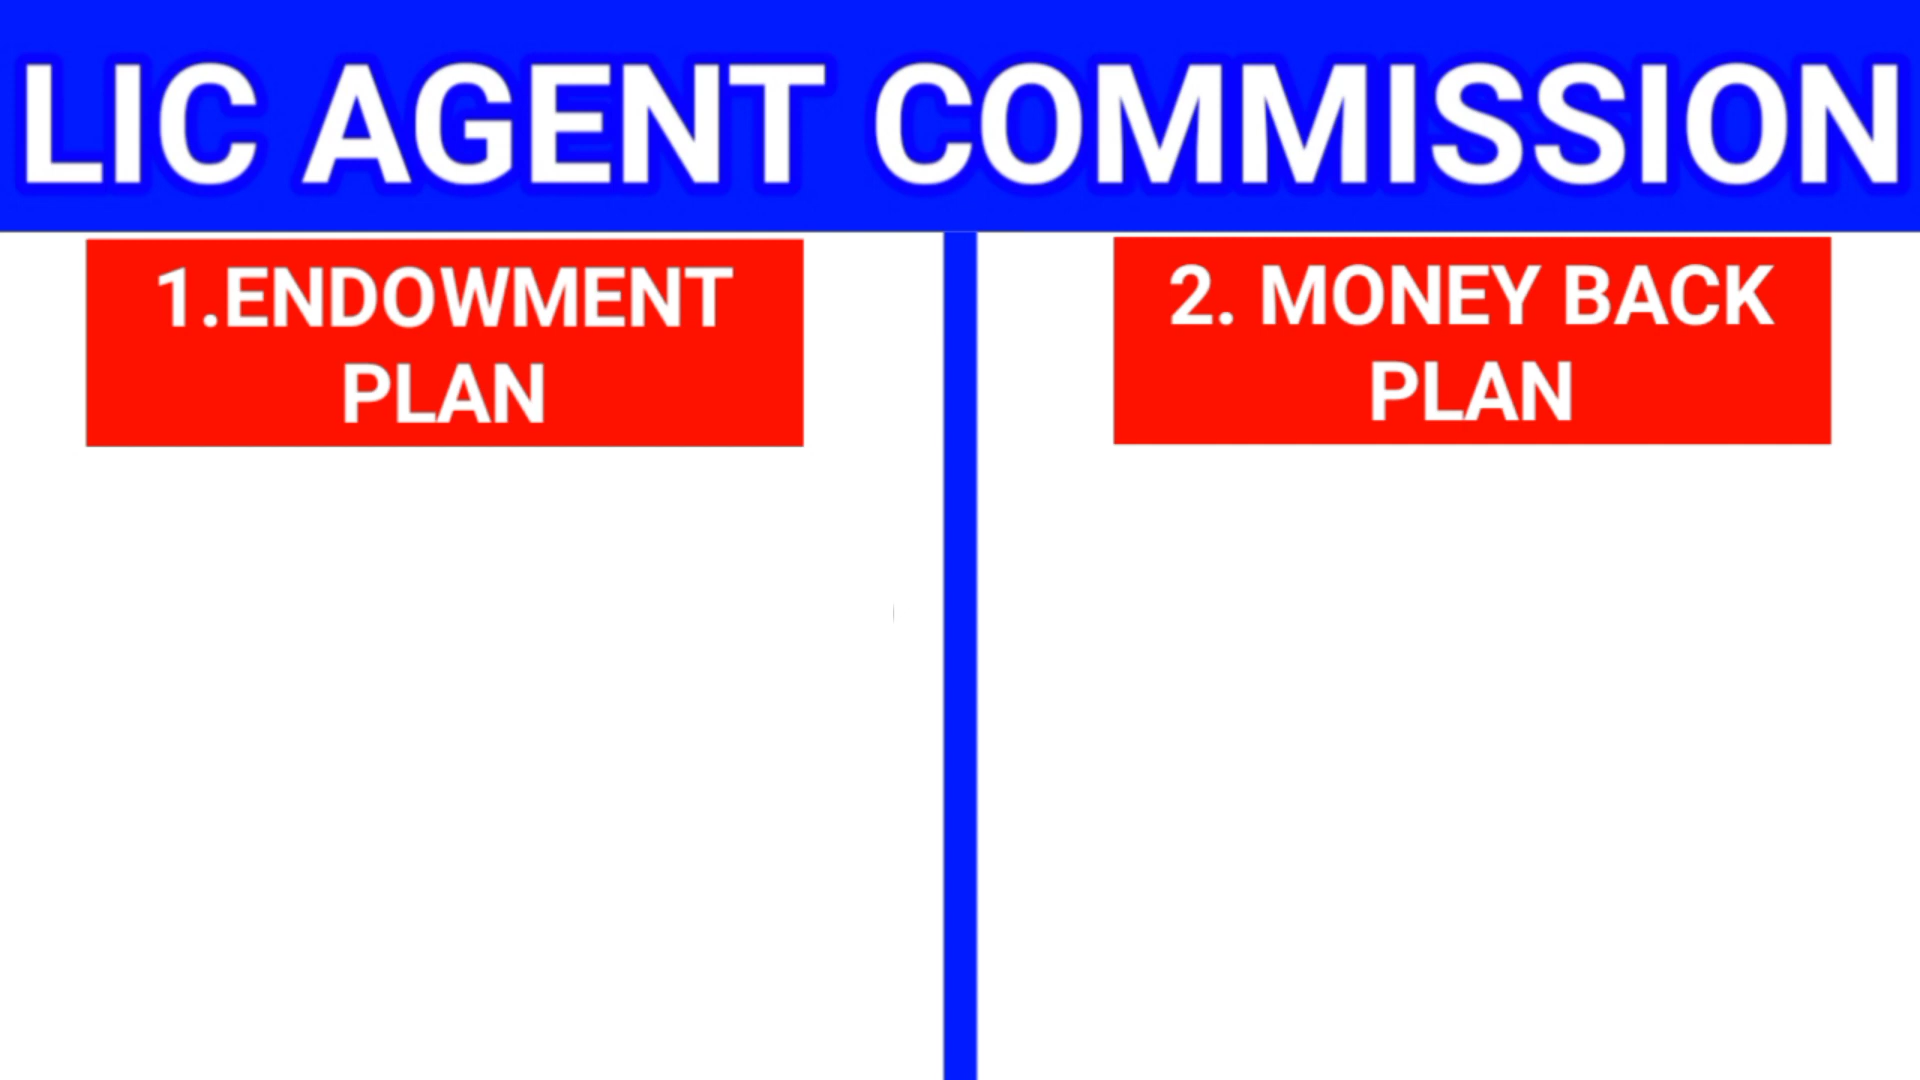 LIC AGENT COMMISSION
1.ENDOWMENT
PLAN
2. MONEY BACK
PLAN